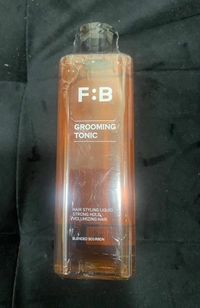 F:B
GROOMING
TONIC
HAIR STYLING LIQUID
STRONG HOLD,
VOLUMIZING HAIR
BLENDED BOURBON